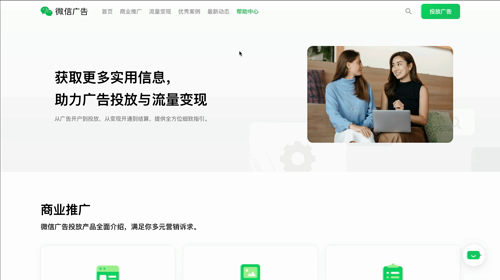 微信广告
首页 商业推广 流量变现 优秀案例 最新动态 帮助中心
投放广告
获取更多实用信息，
助力广告投放与流量变现
从广告开户到投放，从变现开通到结算，提供全方位细致指引。
商业推广
微信广告投放产品全面介绍，满足你多元营销诉求。